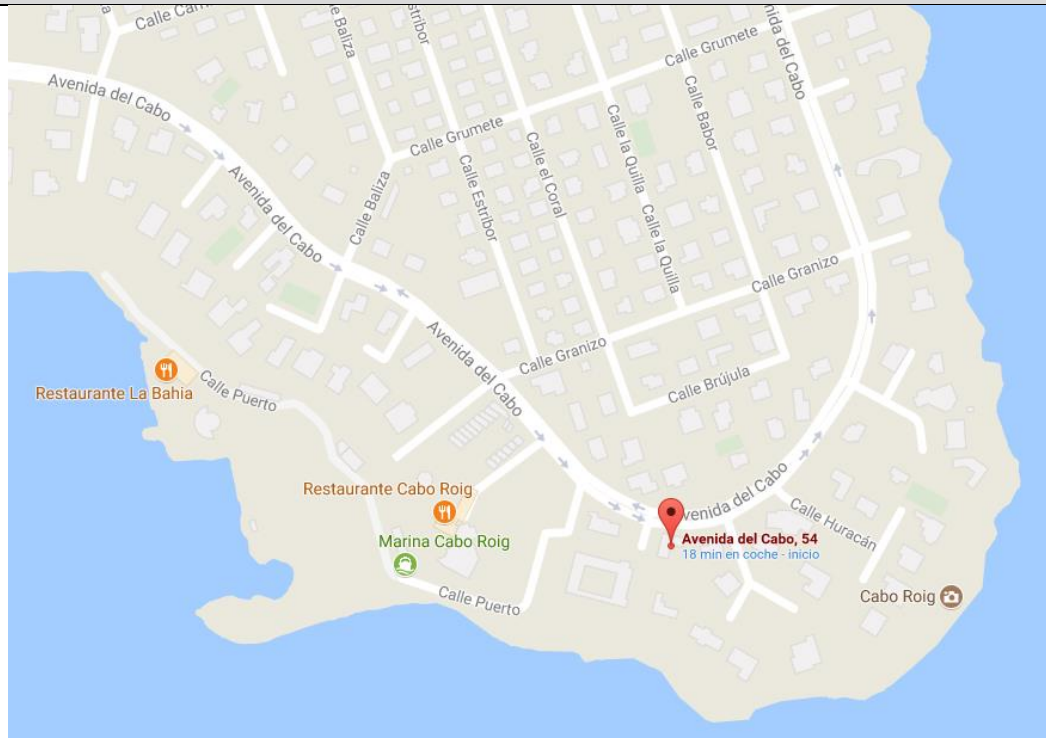 Calle Baliza
Calle Grumete
Avenida del Cabo
Calle Grumete
Calle Babor
Calle la Quilla
Calle el Coral
Avenida del Cabo
Calle Estribor
Calle Baliza
Calle la Quilla
Calle Granizo
Avenida del Cabo
Calle Granizo
Restaurante La Bahia
Calle Puerto
Calle Brújula
Restaurante Cabo Roig
Avenida del Cabo
Calle Huracán
Avenida del Cabo, 54
18 min en coche - inicio
Marina Cabo Roig
Calle Puerto
Cabo Roig